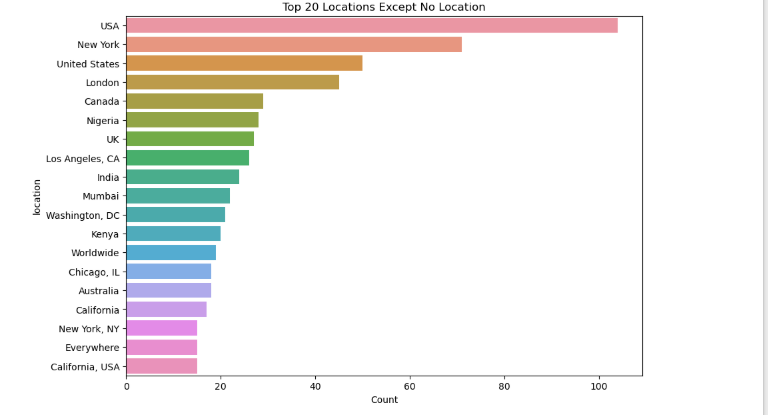 Top 20 Locations Except No Location
USA
New York
United States
London
Canada
Nigeria
UK
Los Angeles, CA
India
Mumbai
Washington, DC
Kenya
Worldwide
Chicago, IL
Australia
California
New York, NY
Everywhere
California, USA
location
0 20 40 60 80 100
Count